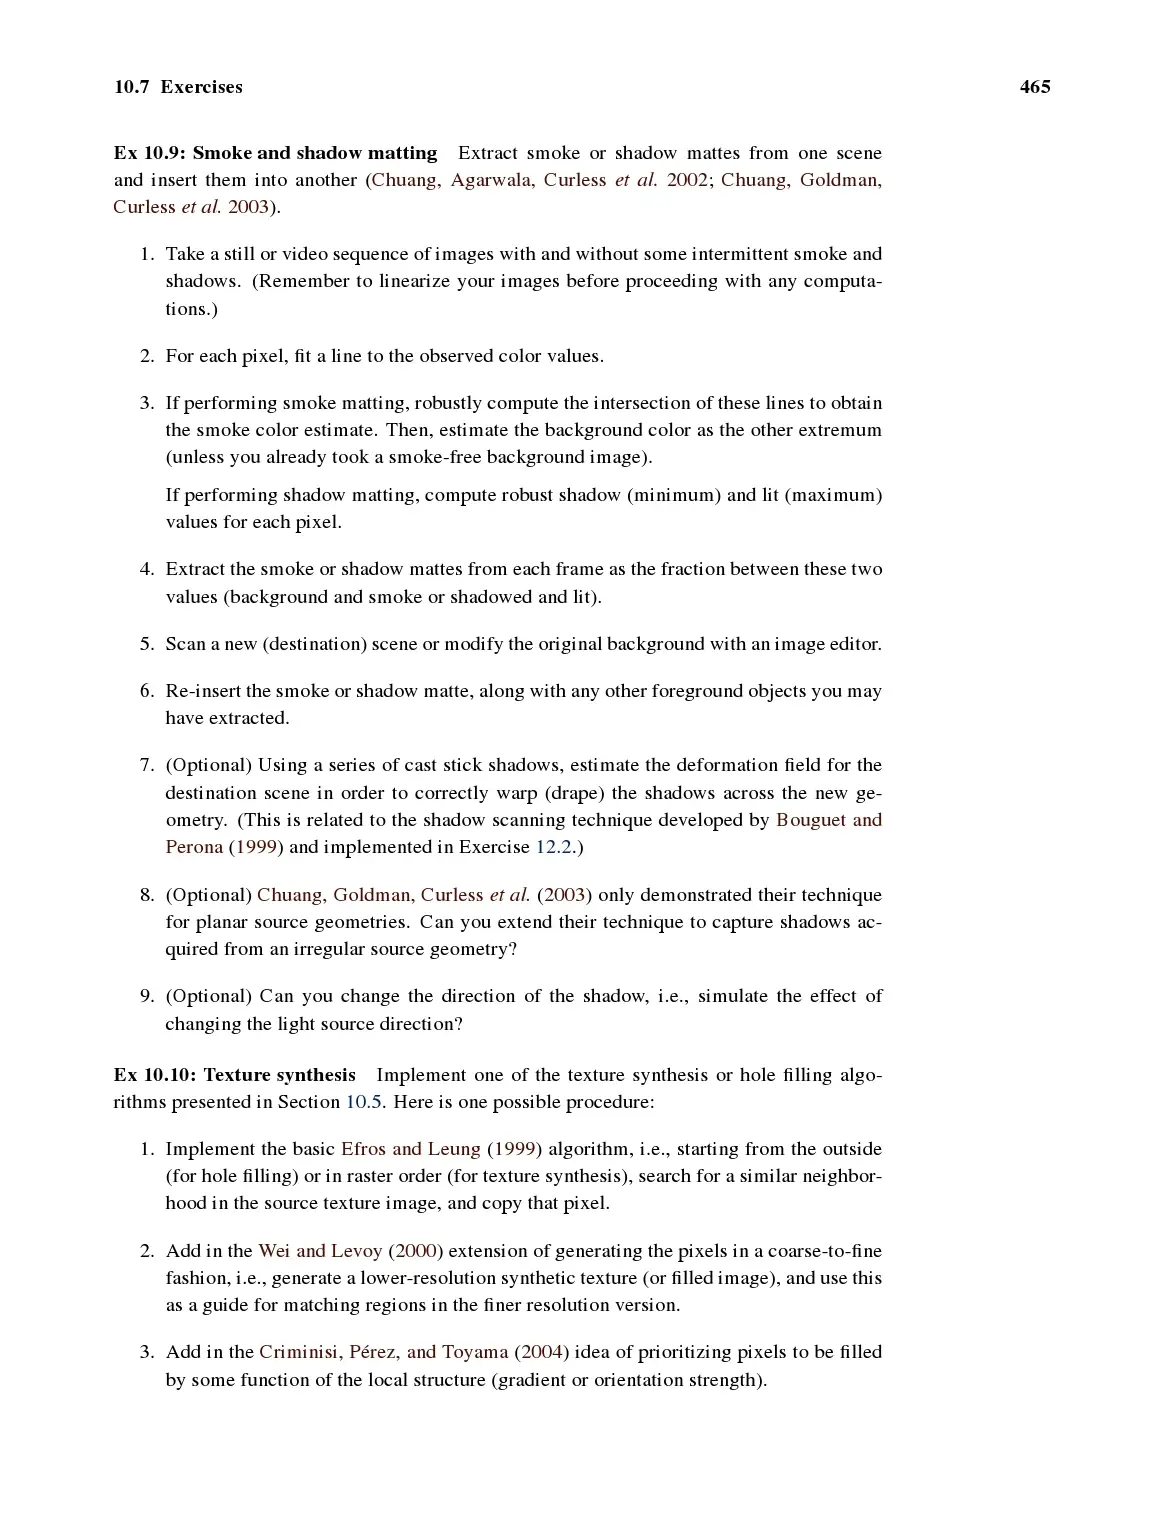 10.7 Exercises 465
Ex 10.9: Smoke and shadow matting Extract smoke or shadow mattes from one scene
and insert them into another (Chuang, Agarwala, Curless et al. 2002; Chuang, Goldman,
Curless et al. 2003).
1. Take a still or video sequence of images with and without some intermittent smoke and
shadows. (Remember to linearize your images before proceeding with any computa-
tions.)
2. For each pixel, fit a line to the observed color values.
3. If performing smoke matting, robustly compute the intersection of these lines to obtain
the smoke color estimate. Then, estimate the background color as the other extremum
(unless you already took a smoke-free background image).
If performing shadow matting, compute robust shadow (minimum) and lit (maximum)
values for each pixel.
4. Extract the smoke or shadow mattes from each frame as the fraction between these two
values (background and smoke or shadowed and lit).
5. Scan a new (destination) scene or modify the original background with an image editor.
6. Re-insert the smoke or shadow matte, along with any other foreground objects you may
have extracted.
7. (Optional) Using a series of cast stick shadows, estimate the deformation field for the
destination scene in order to correctly warp (drape) the shadows across the new ge-
ometry. (This is related to the shadow scanning technique developed by Bouguet and
Perona (1999) and implemented in Exercise 12.2.)
8. (Optional) Chuang, Goldman, Curless et al. (2003) only demonstrated their technique
for planar source geometries. Can you extend their technique to capture shadows ac-
quired from an irregular source geometry?
9. (Optional) Can you change the direction of the shadow, i.e., simulate the effect of
changing the light source direction?
Ex 10.10: Texture synthesis Implement one of the texture synthesis or hole filling algo-
rithms presented in Section 10.5. Here is one possible procedure:
1. Implement the basic Efros and Leung (1999) algorithm, i.e., starting from the outside
(for hole filling) or in raster order (for texture synthesis), search for a similar neighbor-
hood in the source texture image, and copy that pixel.
2. Add in the Wei and Levoy (2000) extension of generating the pixels in a coarse-to-fine
fashion, i.e., generate a lower-resolution synthetic texture (or filled image), and use this
as a guide for matching regions in the finer resolution version.
3. Add in the Criminisi, Pérez, and Toyama (2004) idea of prioritizing pixels to be filled
by some function of the local structure (gradient or orientation strength).